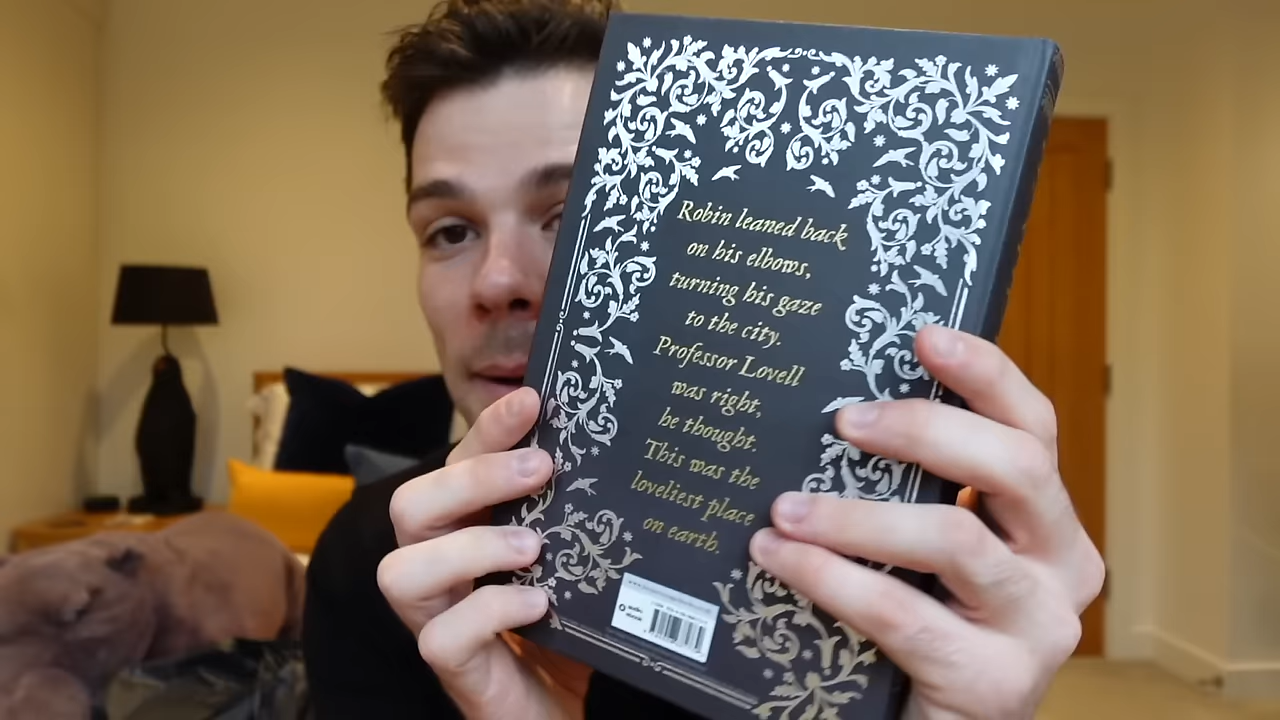 Robin leaned back
on his elbows,
turning his gaze
to the city.
Professor Lovell
was right,
he thought.
This was the
loveliest place
on earth.